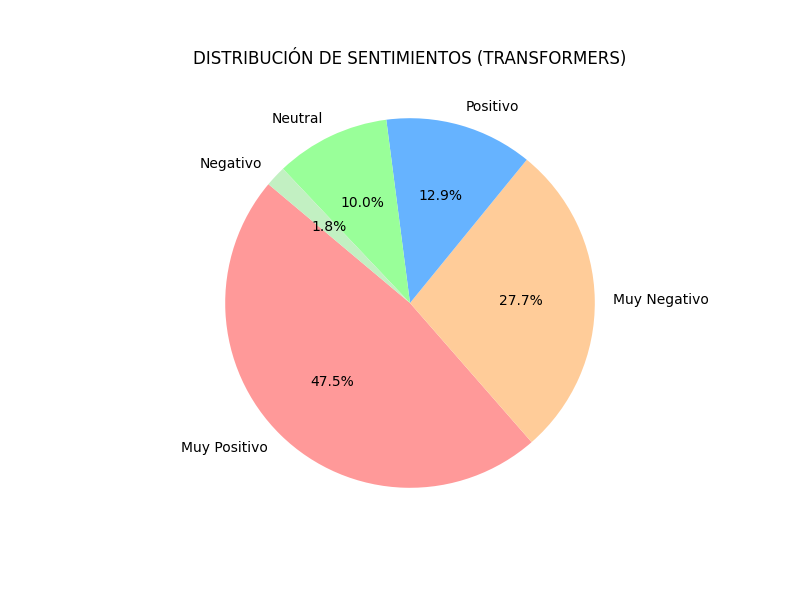 DISTRIBUCIÓN DE SENTIMIENTOS (TRANSFORMERS)
Positivo
Neutral
Negativo
12.9%
10.0%
1.8%
Muy Negativo
27.7%
47.5%
Muy Positivo